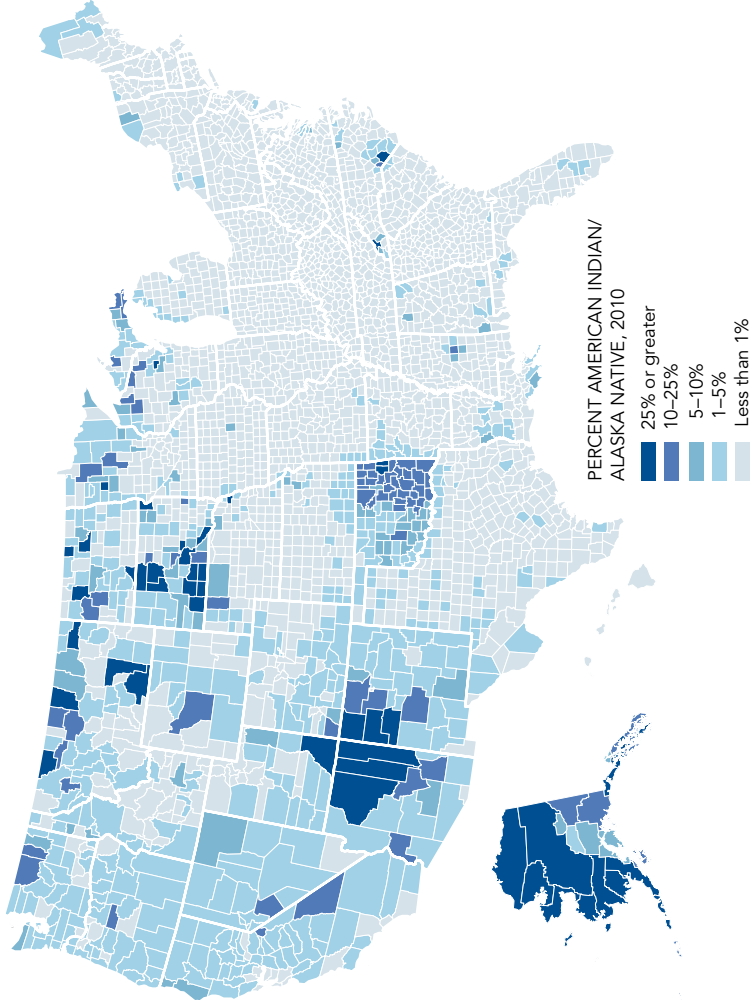 PERCENT AMERICAN INDIAN/
ALASKA NATIVE, 2010
25% or greater
10–25%
5–10%
1–5%
Less than 1%